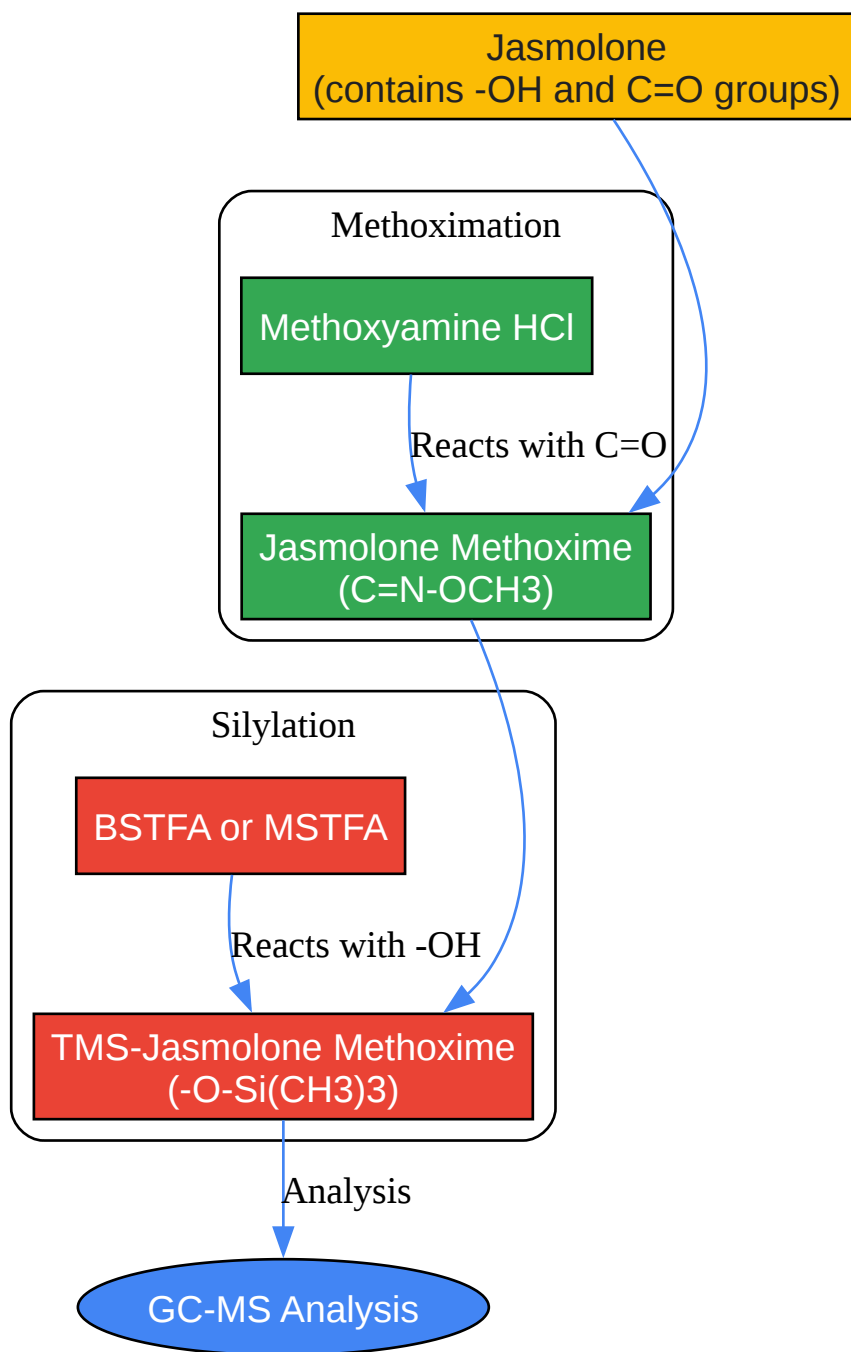 Jasmolone
(contains -OH and C=O groups)
Methoximation
Methoxyamine HCl
Reacts with C=O
Jasmolone Methoxime
(C=N-OCH3)
Silylation
BSTFA or MSTFA
Reacts with -OH
TMS-Jasmolone Methoxime
(-O-Si(CH3)3)
Analysis
GC-MS Analysis